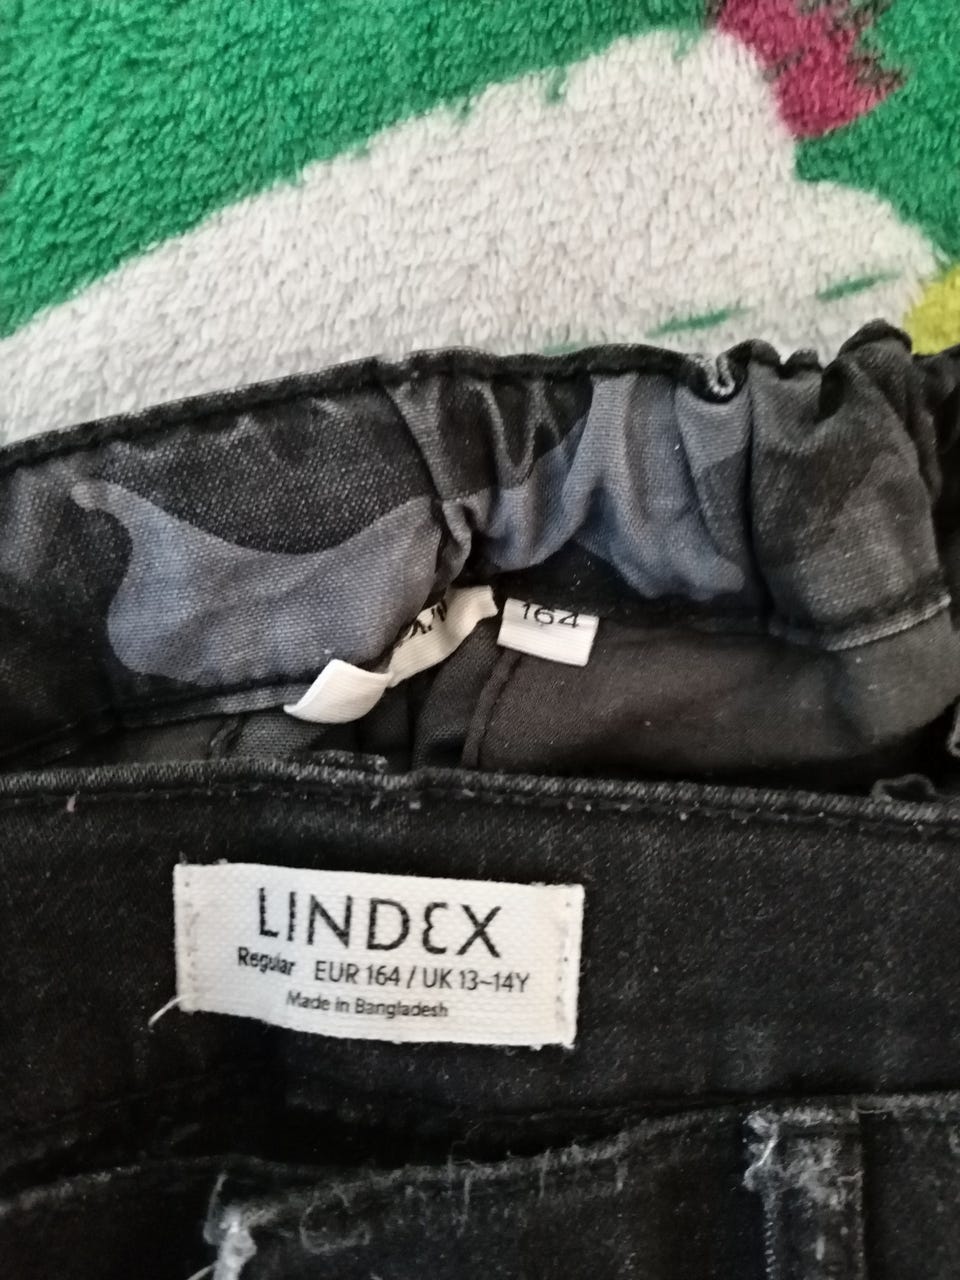 164
LINDEX
Regular EUR 164 / UK 13-14Y
Made in Bangladesh